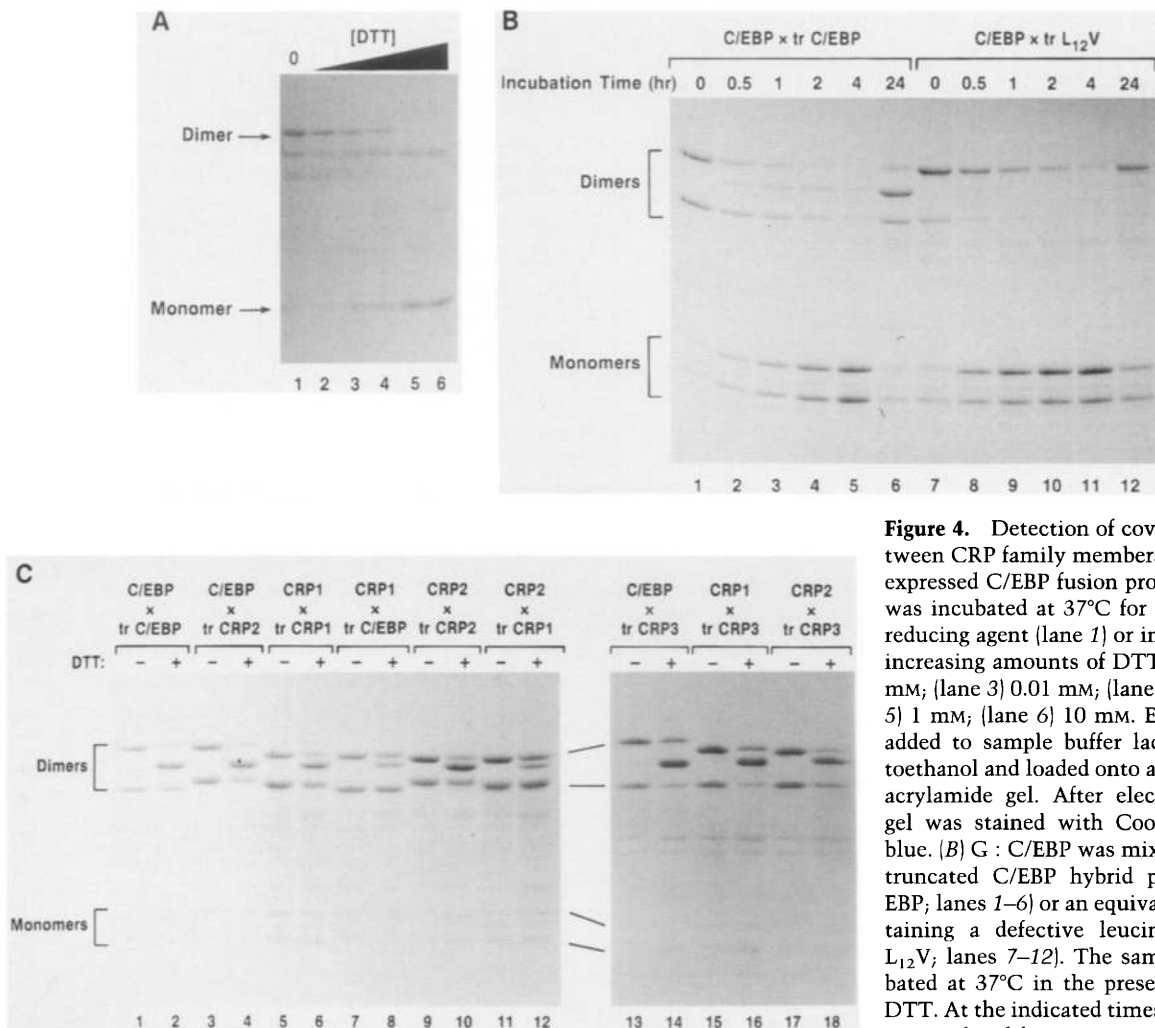 A
[DTT]
0
Dimer
Monomer
1 2 3 4 5 6
B
C/EBP x tr C/EBP C/EBP x tr L12V
Incubation Time (hr) 0 0.5 1 2 4 24 0 0.5 1 2 4 24
Dimers
Monomers
1 2 3 4 5 6 7 8 9 10 11 12
C
C/EBP C/EBP CRP1 CRP1 CRP2 CRP2 C/EBP CRP1 CRP2
x x x x x x x x x
tr C/EBP tr CRP2 tr CRP1 tr C/EBP tr CRP2 tr CRP1 tr CRP3 tr CRP3 tr CRP3
DTT: – + – + – + – + – + – + – + – + – +
Dimers
Monomers
1 2 3 4 5 6 7 8 9 10 11 12 13 14 15 16 17 18
Figure 4. Detection of cov
tween CRP family members
expressed C/EBP fusion pro
was incubated at 37°C for
reducing agent (lane 1) or in
increasing amounts of DTT
mM; (lane 3) 0.01 mM; (lane
5) 1 mM; (lane 6) 10 mM. E
added to sample buffer lac
toethanol and loaded onto a
acrylamide gel. After elec
gel was stained with Coo
blue. (B) G : C/EBP was mix
truncated C/EBP hybrid p
EBP; lanes 1–6) or an equiva
taining a defective leucin
L12V; lanes 7–12). The sam
bated at 37°C in the prese
DTT. At the indicated times